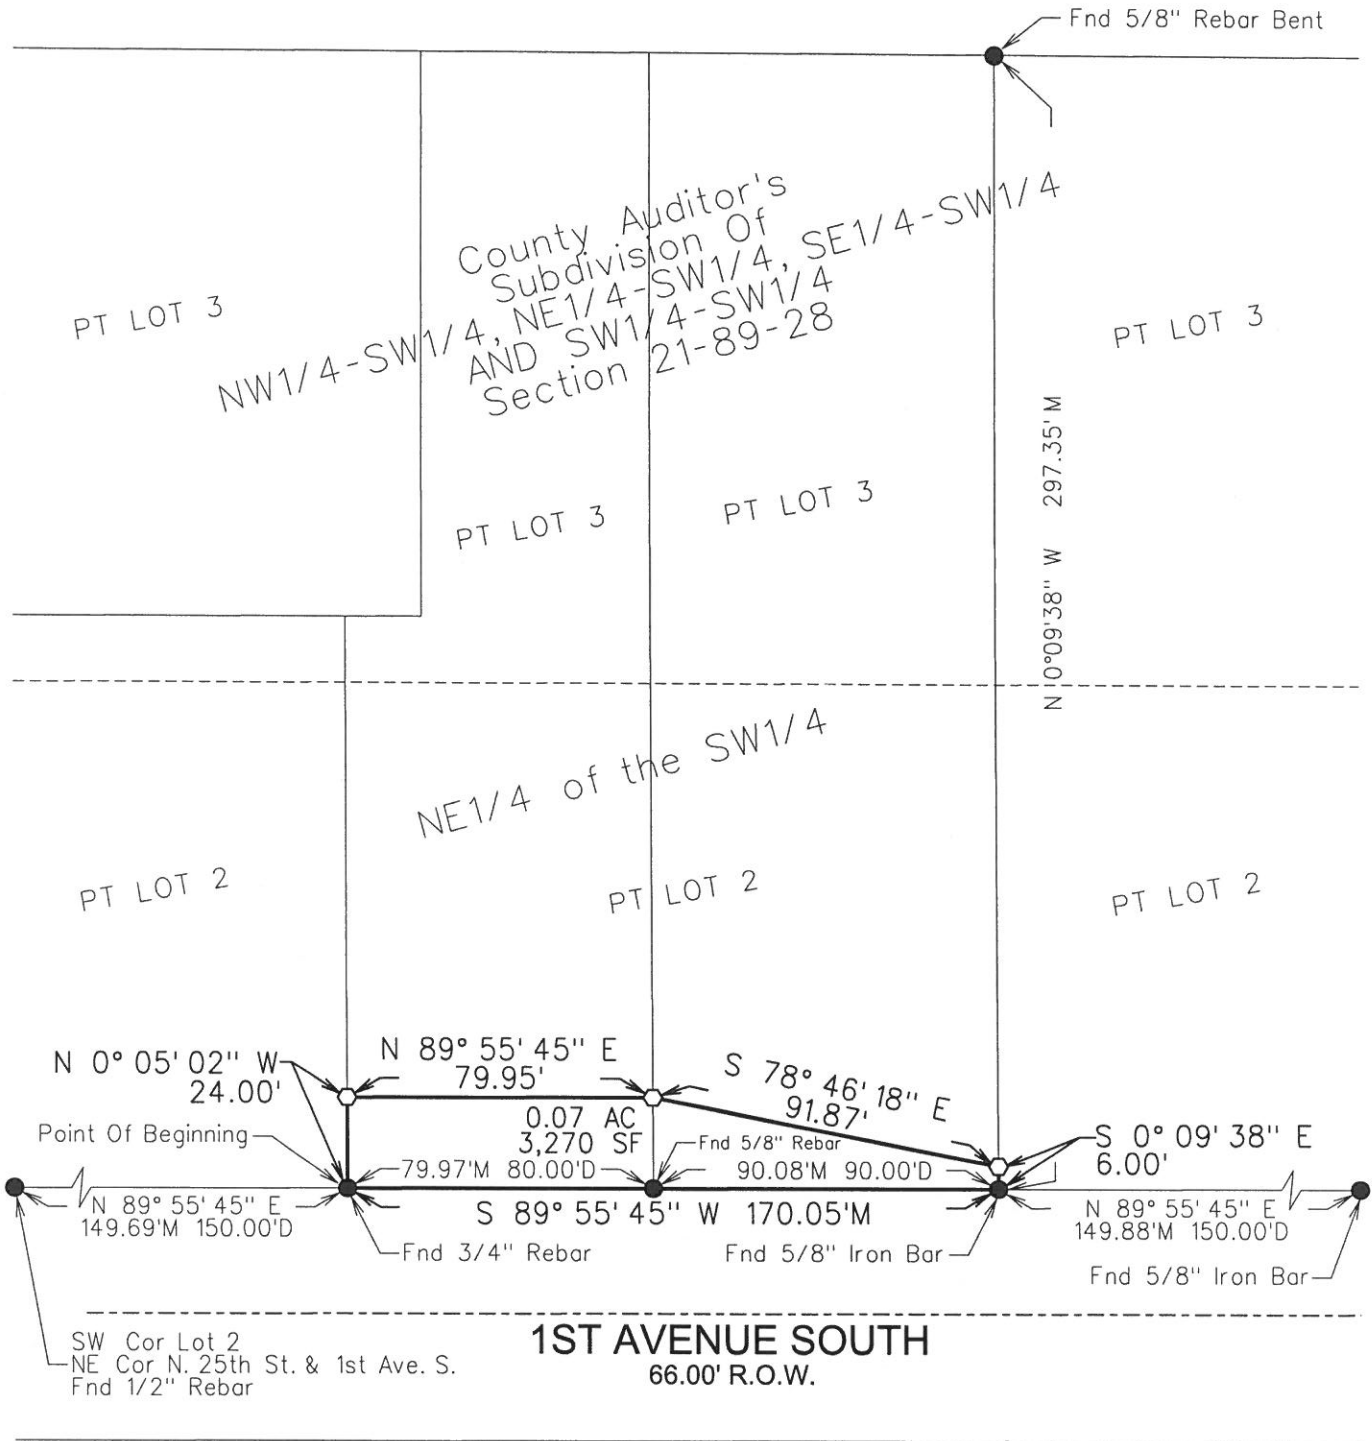 Fnd 5/8" Rebar Bent
County Auditor's
Subdivision Of
NW1/4-SW1/4, NE1/4-SW1/4, SE1/4-SW1/4
AND SW1/4-SW1/4
Section 21-89-28
PT LOT 3
PT LOT 3
N 0°09'38" W 297.35'M
PT LOT 3
PT LOT 3
NE1/4 of the SW1/4
PT LOT 2
PT LOT 2
PT LOT 2
N 0° 05' 02" W
24.00'
N 89° 55' 45" E
79.95'
S 78° 46' 18" E
91.87'
0.07 AC
3,270 SF
Point Of Beginning
Fnd 5/8" Rebar
S 0° 09' 38" E
6.00'
79.97'M 80.00'D
90.08'M 90.00'D
N 89° 55' 45" E
149.69'M 150.00'D
S 89° 55' 45" W 170.05'M
N 89° 55' 45" E
149.88'M 150.00'D
Fnd 3/4" Rebar
Fnd 5/8" Iron Bar
Fnd 5/8" Iron Bar
SW Cor Lot 2
NE Cor N. 25th St. & 1st Ave. S.
Fnd 1/2" Rebar
1ST AVENUE SOUTH
66.00' R.O.W.